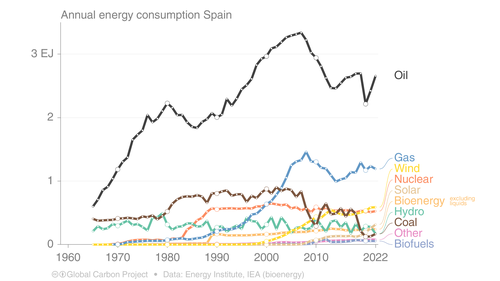 Annual energy consumption Spain
3 EJ
2
1
0
1960
1970
1980
1990
2000
2010
2022
Oil
Gas
Wind
Nuclear
Solar
Bioenergy excluding liquids
Hydro
Coal
Other
Biofuels
Global Carbon Project • Data: Energy Institute, IEA (bioenergy)